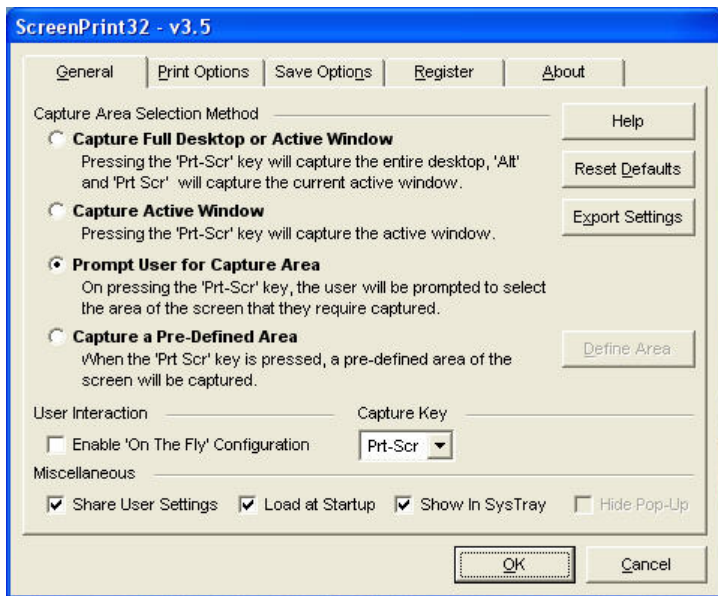 ScreenPrint32 - v3.5
General Print Options Save Options Register About
Capture Area Selection Method
Help
Capture Full Desktop or Active Window
Pressing the 'Prt-Scr' key will capture the entire desktop, 'Alt'
and 'Prt Scr' will capture the current active window.
Reset Defaults
Capture Active Window
Pressing the 'Prt-Scr' key will capture the active window.
Export Settings
Prompt User for Capture Area
On pressing the 'Prt-Scr' key, the user will be prompted to select
the area of the screen that they require captured.
Capture a Pre-Defined Area
When the 'Prt Scr' key is pressed, a pre-defined area of the
screen will be captured.
Define Area
User Interaction Capture Key
Enable 'On The Fly' Configuration Prt-Scr
Miscellaneous
Share User Settings Load at Startup Show In SysTray Hide Pop-Up
OK Cancel